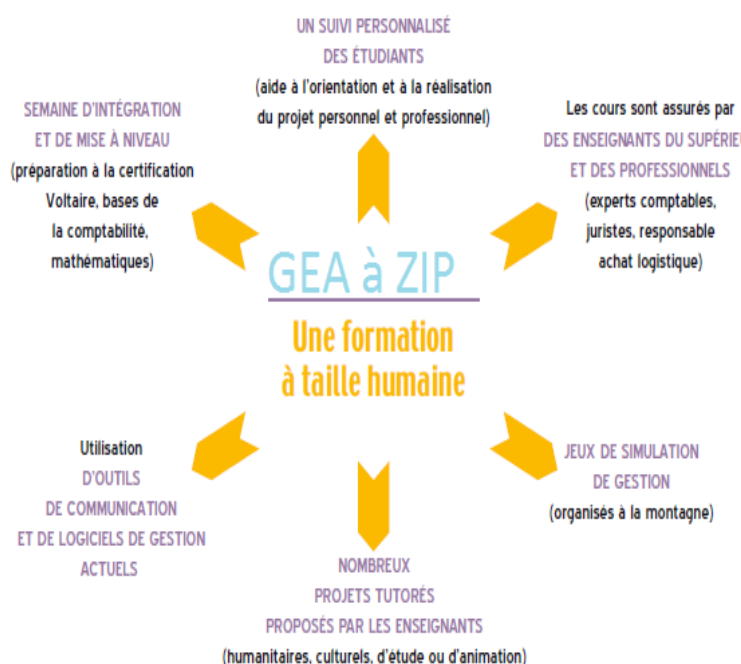 UN SUIVI PERSONNALISÉ
DES ÉTUDIANTS
(aide à l'orientation et à la réalisation
du projet personnel et professionnel)
SEMAINE D'INTÉGRATION
ET DE MISE À NIVEAU
(préparation à la certification
Voltaire, bases de
la comptabilité,
mathématiques)
Les cours sont assurés par
DES ENSEIGNANTS DU SUPÉRIEU
ET DES PROFESSIONNELS
(experts comptables,
juristes, responsable
achat logistique)
GEA à ZIP
Une formation
à taille humaine
Utilisation
D'OUTILS
DE COMMUNICATION
ET DE LOGICIELS DE GESTION
ACTUELS
JEUX DE SIMULATION
DE GESTION
(organisés à la montagne)
NOMBREUX
PROJETS TUTORÉS
PROPOSÉS PAR LES ENSEIGNANTS
(humanitaires, culturels, d'étude ou d'animation)